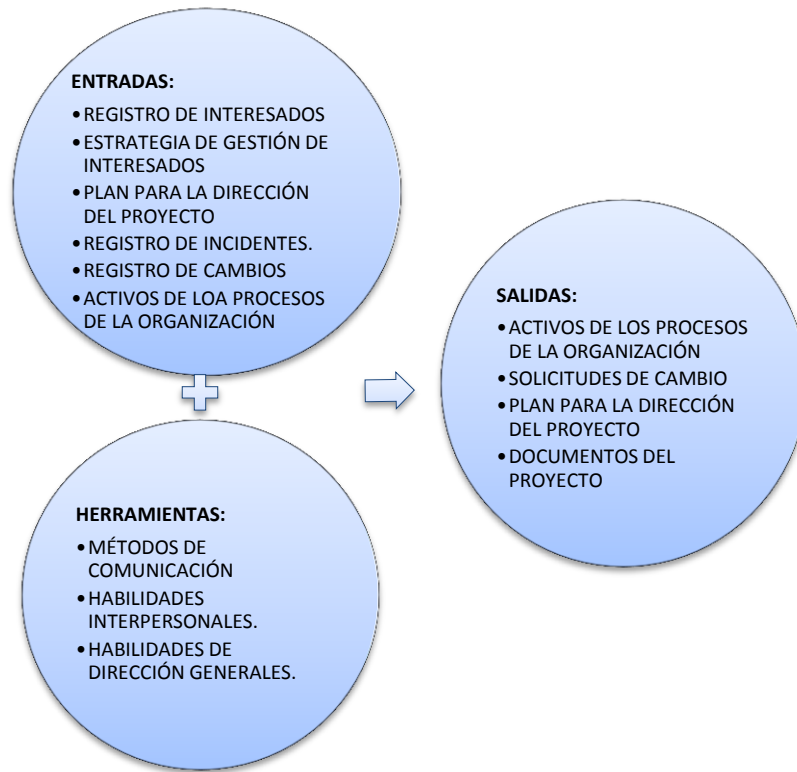 ENTRADAS:
•REGISTRO DE INTERESADOS
•ESTRATEGIA DE GESTIÓN DE
INTERESADOS
•PLAN PARA LA DIRECCIÓN
DEL PROYECTO
•REGISTRO DE INCIDENTES.
•REGISTRO DE CAMBIOS
•ACTIVOS DE LOA PROCESOS
DE LA ORGANIZACIÓN
HERRAMIENTAS:
•MÉTODOS DE
COMUNICACIÓN
•HABILIDADES
INTERPERSONALES.
•HABILIDADES DE
DIRECCIÓN GENERALES.
SALIDAS:
•ACTIVOS DE LOS PROCESOS
DE LA ORGANIZACIÓN
•SOLICITUDES DE CAMBIO
•PLAN PARA LA DIRECCIÓN
DEL PROYECTO
•DOCUMENTOS DEL
PROYECTO